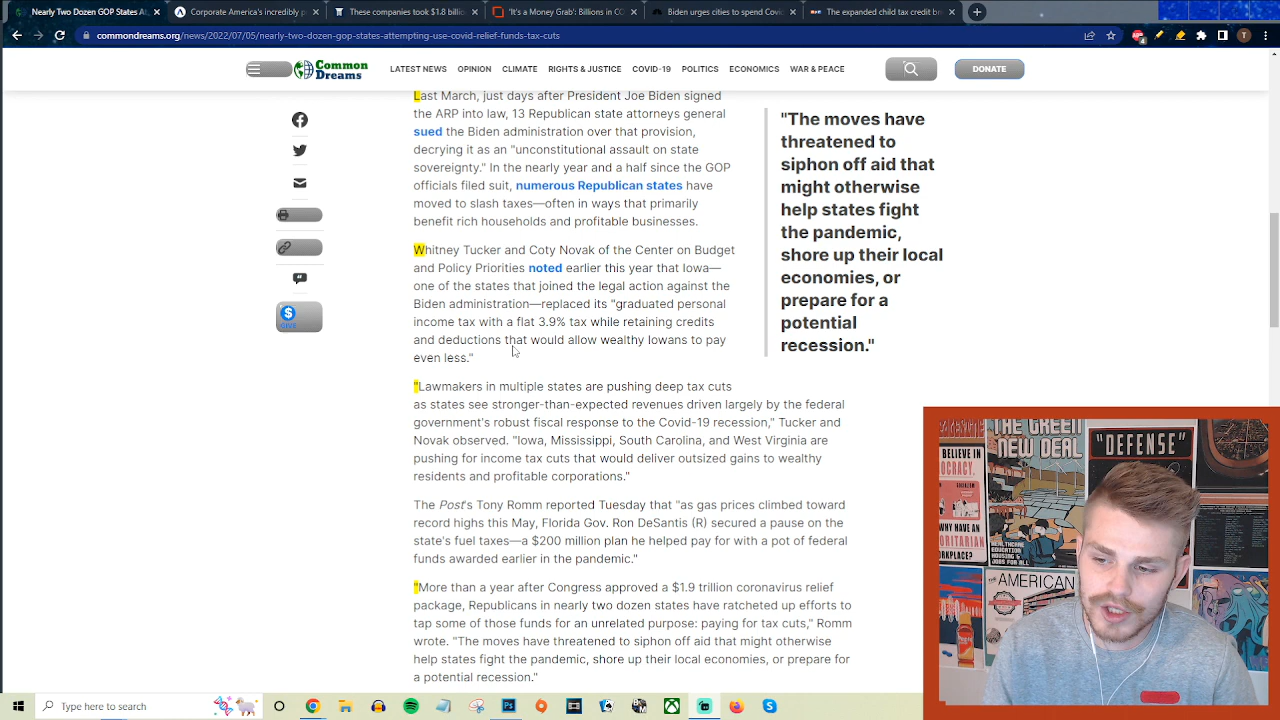 Nearly Two Dozen GOP States A
Corporate America's incredibly p
These companies took $1.8 billi
'It's a Money Grab': Billions in CO
Biden urges cities to spend Covi
The expanded child tax credit br
commondreams.org/news/2022/07/05/nearly-two-dozen-gop-states-attempting-use-covid-relief-funds-tax-cuts
Common
Dreams
LATEST NEWS OPINION CLIMATE RIGHTS & JUSTICE COVID-19 POLITICS ECONOMICS WAR & PEACE
DONATE
Last March, just days after President Joe Biden signed
the ARP into law, 13 Republican state attorneys general
sued the Biden administration over that provision,
decrying it as an "unconstitutional assault on state
sovereignty." In the nearly year and a half since the GOP
officials filed suit, numerous Republican states have
moved to slash taxes—often in ways that primarily
benefit rich households and profitable businesses.
"The moves have
threatened to
siphon off aid that
might otherwise
help states fight
the pandemic,
shore up their local
economies, or
prepare for a
potential
recession."
Whitney Tucker and Coty Novak of the Center on Budget
and Policy Priorities noted earlier this year that Iowa—
one of the states that joined the legal action against the
Biden administration—replaced its "graduated personal
income tax with a flat 3.9% tax while retaining credits
and deductions that would allow wealthy Iowans to pay
even less."
GIVE
"Lawmakers in multiple states are pushing deep tax cuts
as states see stronger-than-expected revenues driven largely by the federal
government's robust fiscal response to the Covid-19 recession," Tucker and
Novak observed. "Iowa, Mississippi, South Carolina, and West Virginia are
pushing for income tax cuts that would deliver outsized gains to wealthy
residents and profitable corporations."
The Post's Tony Romm reported Tuesday that "as gas prices climbed toward
record highs this May, Florida Gov. Ron DeSantis (R) secured a pause on the
state's fuel taxes—a $200 million plan he helped pay for with a pot of federal
funds awarded earlier in the pandemic."
"More than a year after Congress approved a $1.9 trillion coronavirus relief
package, Republicans in nearly two dozen states have ratcheted up efforts to
tap some of those funds for an unrelated purpose: paying for tax cuts," Romm
wrote. "The moves have threatened to siphon off aid that might otherwise
help states fight the pandemic, shore up their local economies, or prepare for
a potential recession."
THE GREEN
NEW DEAL
"DEFENSE"
BELIEVE IN
WHY HAVE AN
WORKPLACE?
HEALTHCARE
EDUCATION
HOUSING &
JOBS FOR ALL
AMERICAN
Type here to search